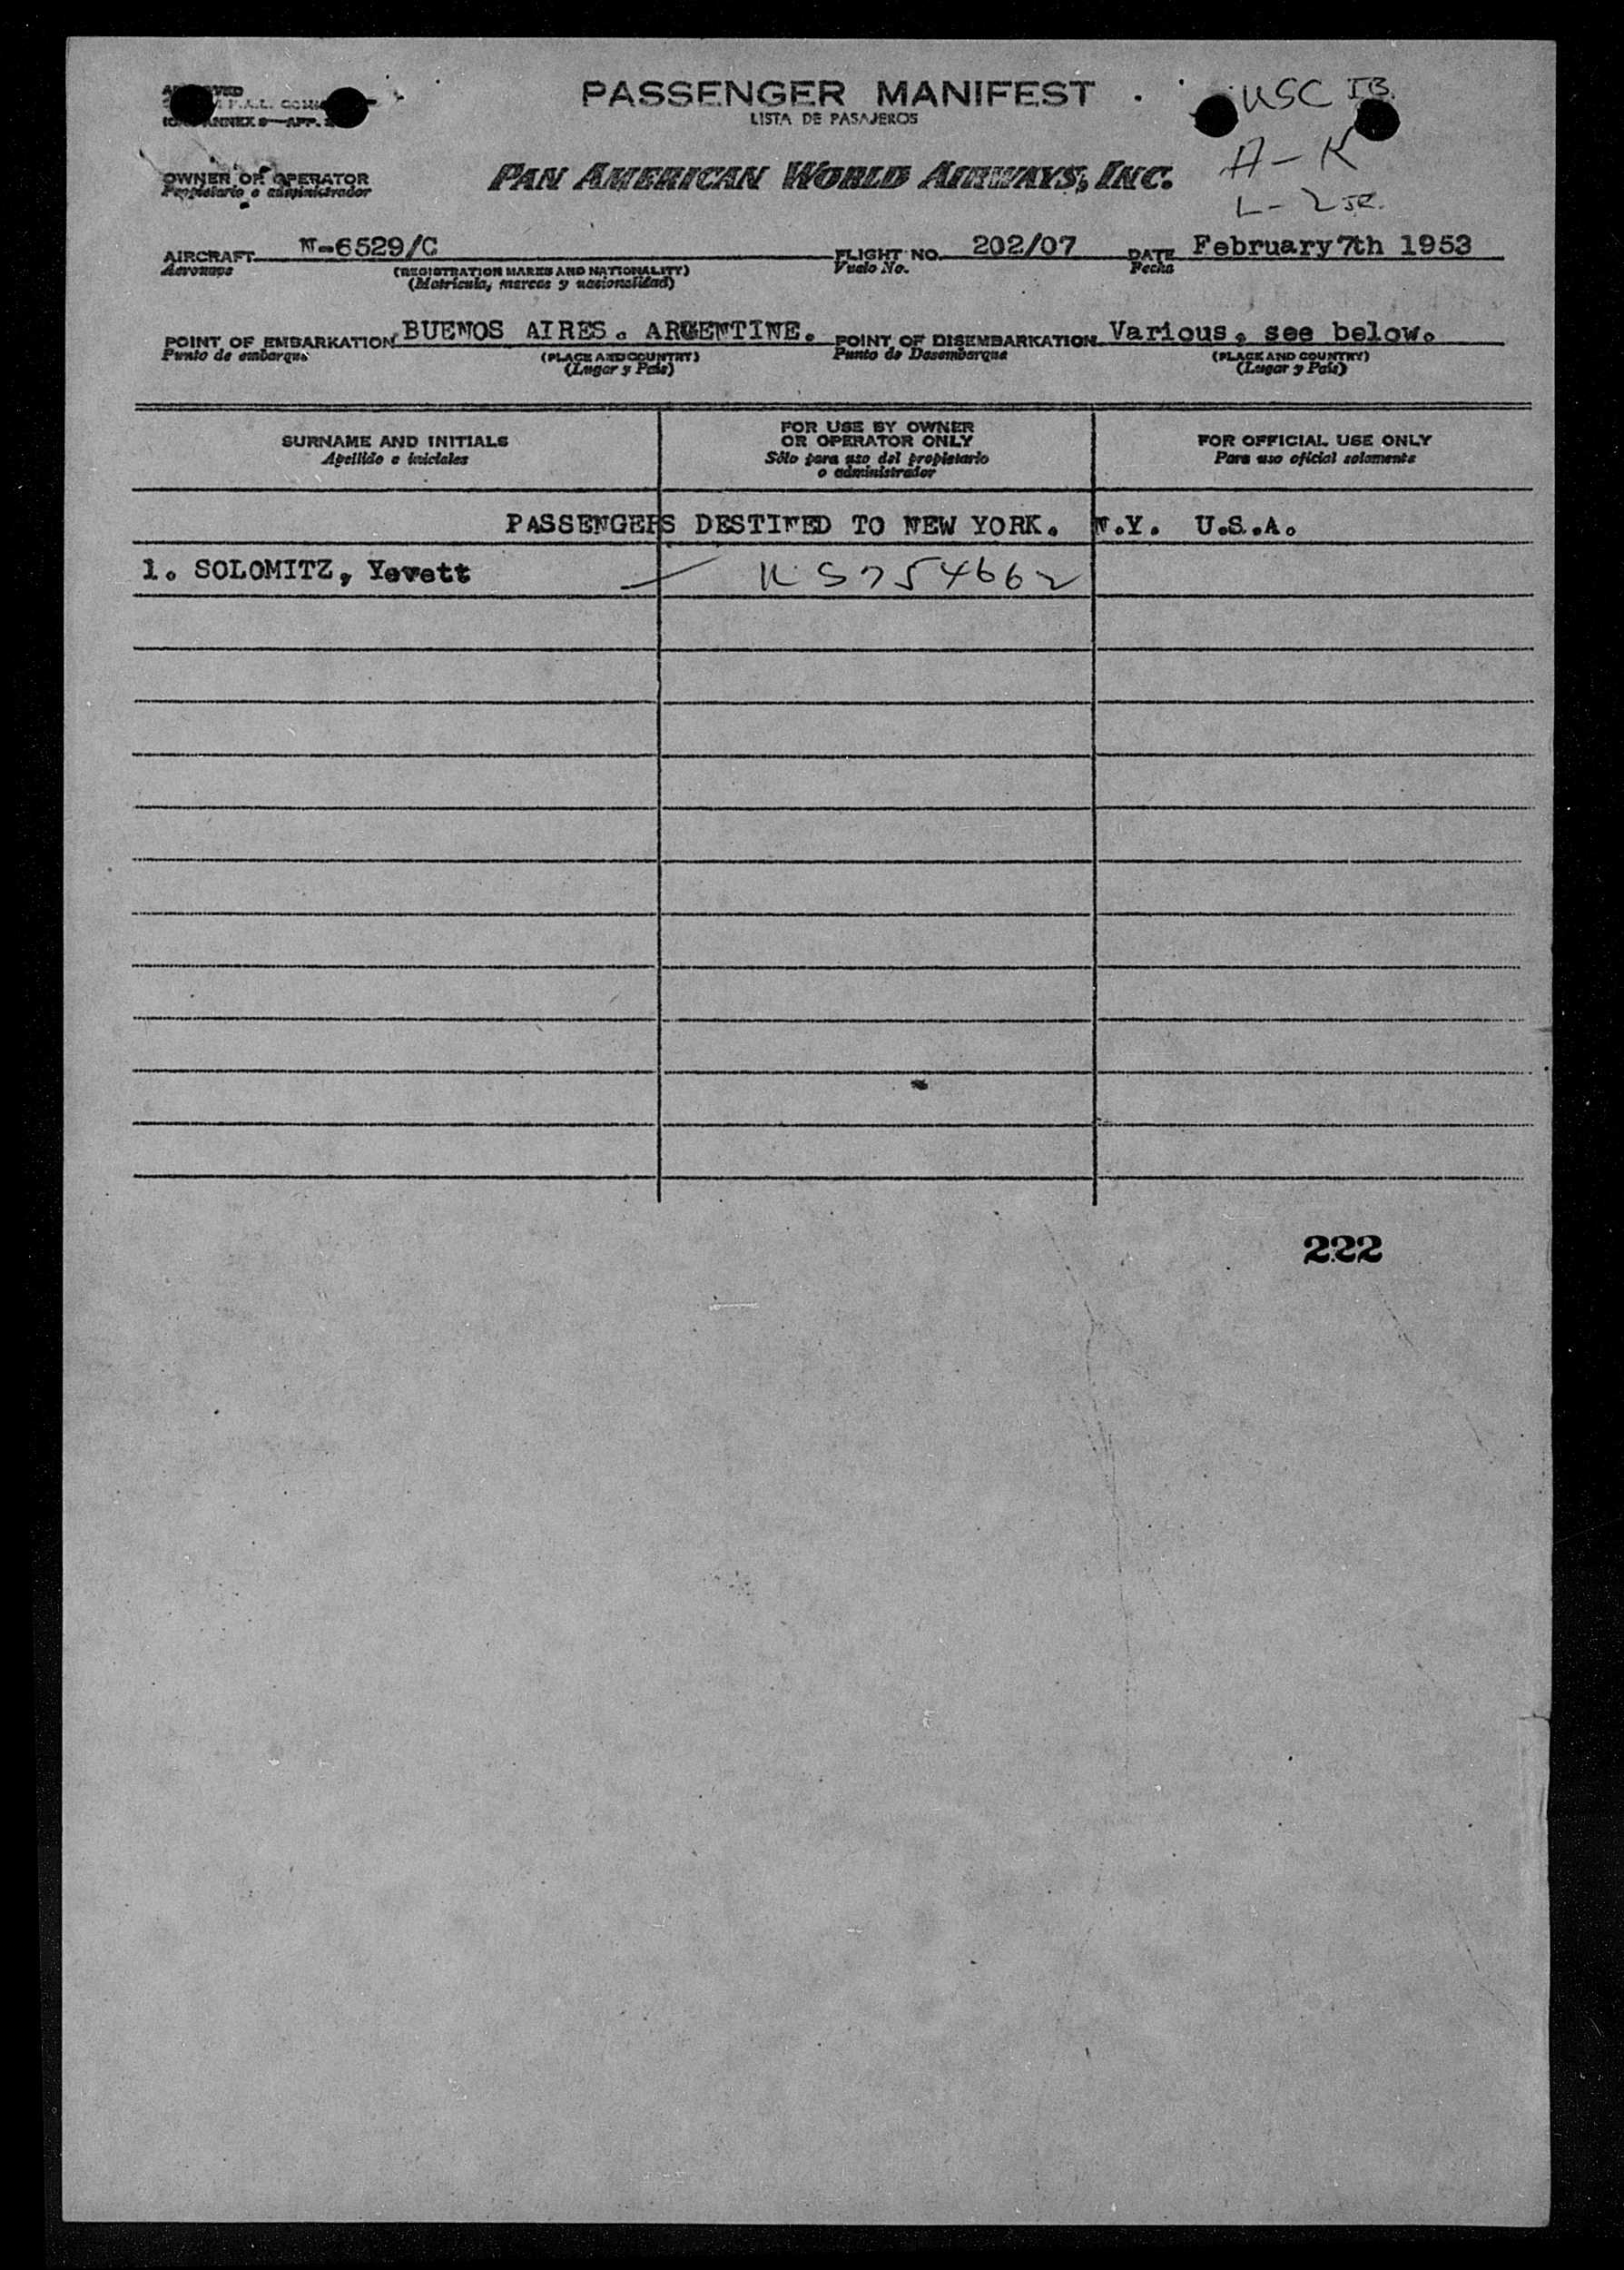 PASSENGER MANIFEST
LISTA DE PASAJEROS
USC IB.
A - K
L - 2 JR.
OWNER OR OPERATOR
Propietario o administrador
PAN AMERICAN WORLD AIRWAYS, INC.
AIRCRAFT N-6529/C FLIGHT NO. 202/07 DATE February 7th 1953
Aeronave (REGISTRATION MARKS AND NATIONALITY) Vuelo No. Fecha
(Matrícula, marcas y nacionalidad)
POINT OF EMBARKATION BUENOS AIRES. ARGENTINE. POINT OF DISEMBARKATION Various, see below.
Punto de embarque (PLACE AND COUNTRY) Punto de Desembarque (PLACE AND COUNTRY)
(Lugar y País) (Lugar y País)
SURNAME AND INITIALS
Apellido e iniciales
FOR USE BY OWNER
OR OPERATOR ONLY
Sólo para uso del propietario
o administrador
FOR OFFICIAL USE ONLY
Para uso oficial solamente
PASSENGERS DESTINED TO NEW YORK. N.Y. U.S.A.
1. SOLOMITZ, Yevett
222